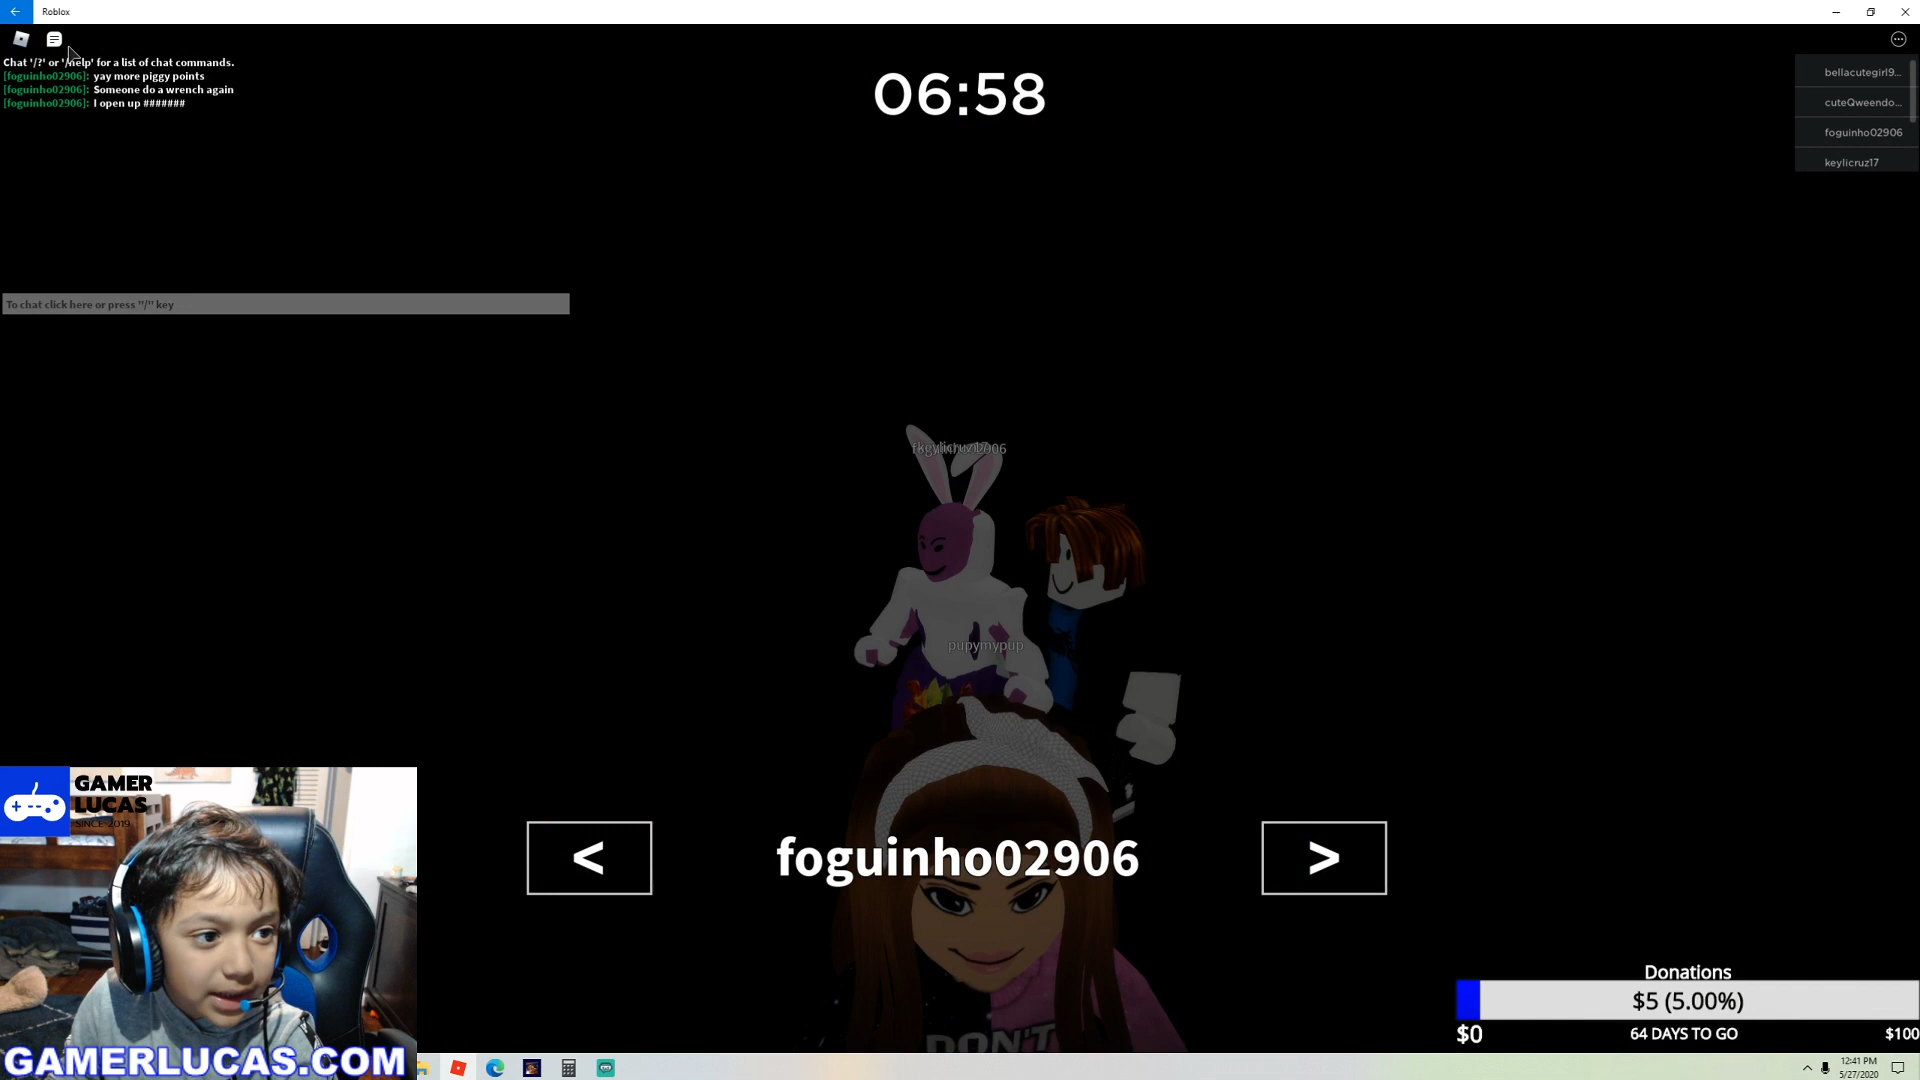 Roblox
Chat '/?' or '/help' for a list of chat commands.
[foguinho02906]: yay more piggy points
[foguinho02906]: Someone do a wrench again
[foguinho02906]: I open up #######
06:58
bellacutegirl9...
cuteQweendo...
foguinho02906
keylicruz17
To chat click here or press "/" key
pupymypup
GAMER
LUCAS
SINCE 2019
< foguinho02906 >
DON'T
Donations
$5 (5.00%)
$0 64 DAYS TO GO $100
GAMERLUCAS.COM
12:41 PM
5/27/2020